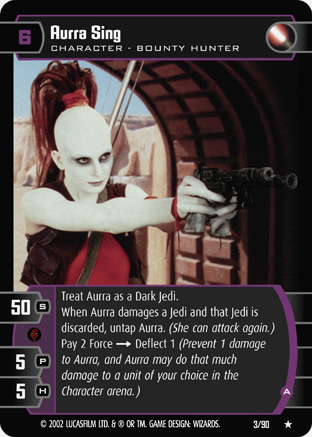 6 Aurra Sing
CHARACTER - BOUNTY HUNTER
50 S
5 P
5 H
Treat Aurra as a Dark Jedi.
When Aurra damages a Jedi and that Jedi is
discarded, untap Aurra. (She can attack again.)
Pay 2 Force → Deflect 1 (Prevent 1 damage
to Aurra, and Aurra may do that much
damage to a unit of your choice in the
Character arena.)
A
© 2002 LUCASFILM LTD. & ® OR TM. GAME DESIGN: WIZARDS. 3/90 ★